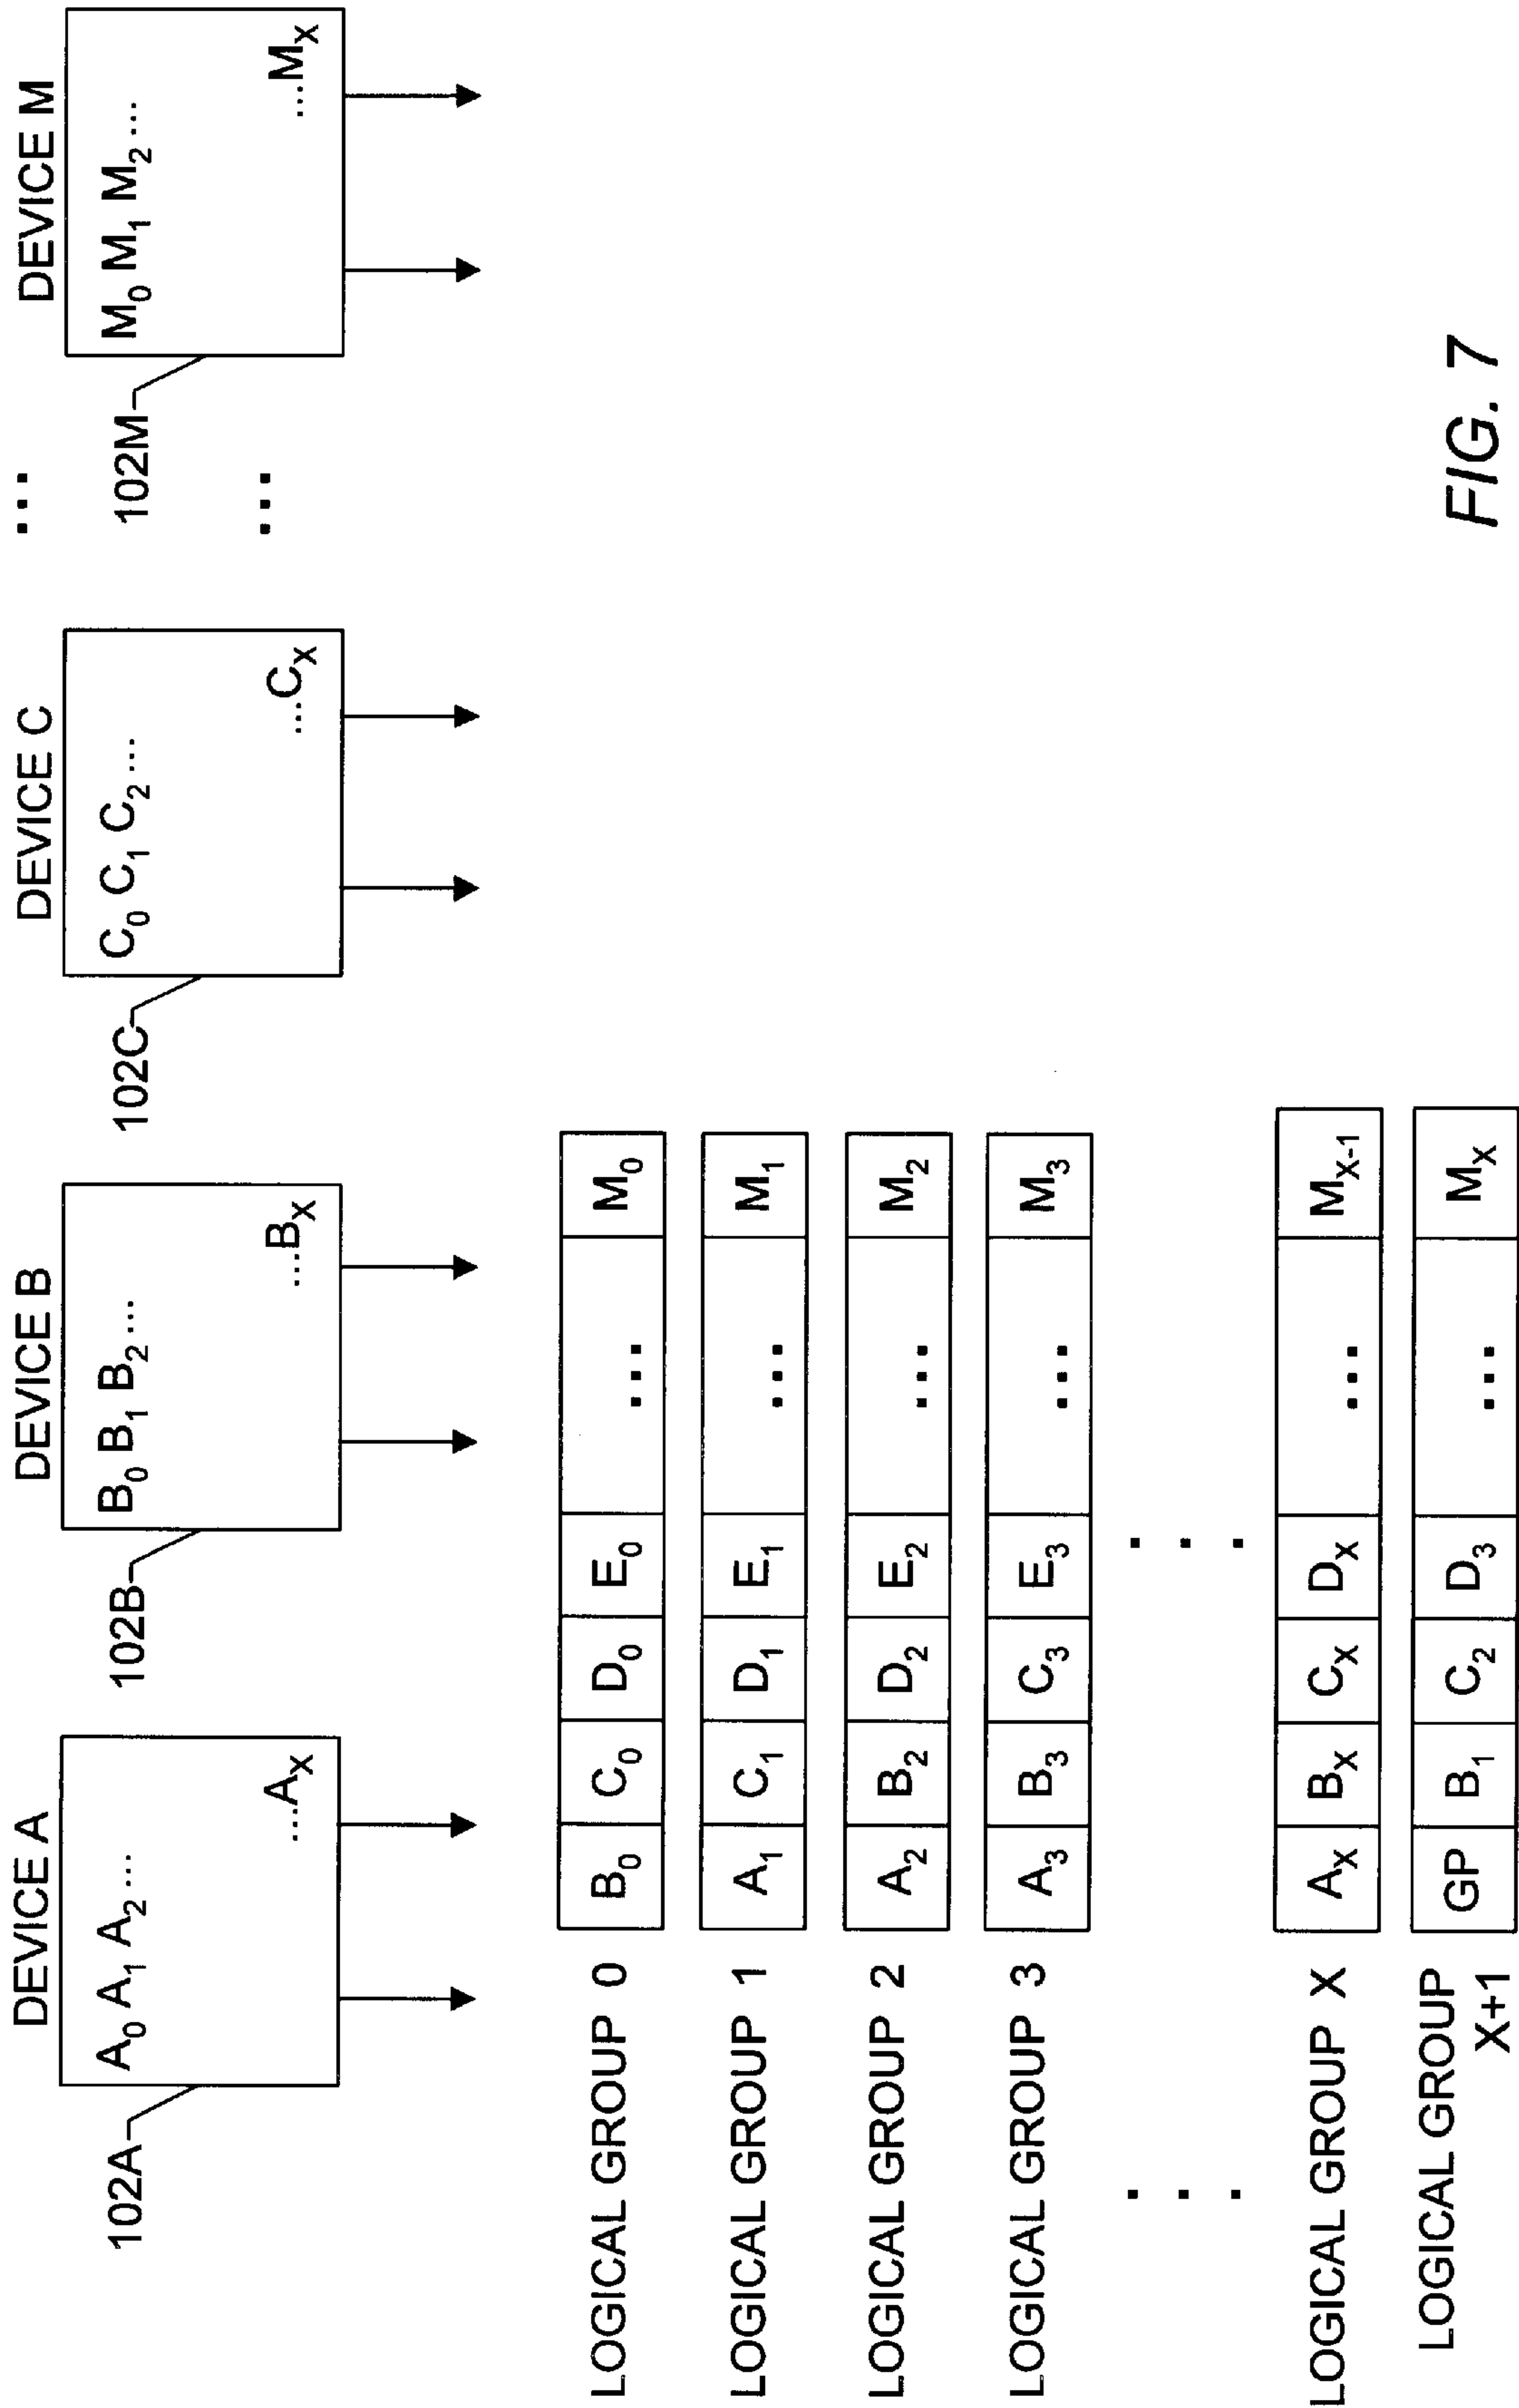 DEVICE A
DEVICE B
DEVICE C
...
DEVICE M
102A
A₀ A₁ A₂...
...Aₓ
102B
B₀ B₁ B₂...
...Bₓ
102C
C₀ C₁ C₂...
...Cₓ
...
102M
M₀ M₁ M₂...
...Mₓ
LOGICAL GROUP 0 B₀ C₀ D₀ E₀ ... M₀
LOGICAL GROUP 1 A₁ C₁ D₁ E₁ ... M₁
LOGICAL GROUP 2 A₂ B₂ D₂ E₂ ... M₂
LOGICAL GROUP 3 A₃ B₃ C₃ E₃ ... M₃
. . .
. . .
LOGICAL GROUP X Aₓ Bₓ Cₓ Dₓ ... Mₓ₋₁
LOGICAL GROUP
X+1
GP B₁ C₂ D₃ ... Mₓ
FIG. 7